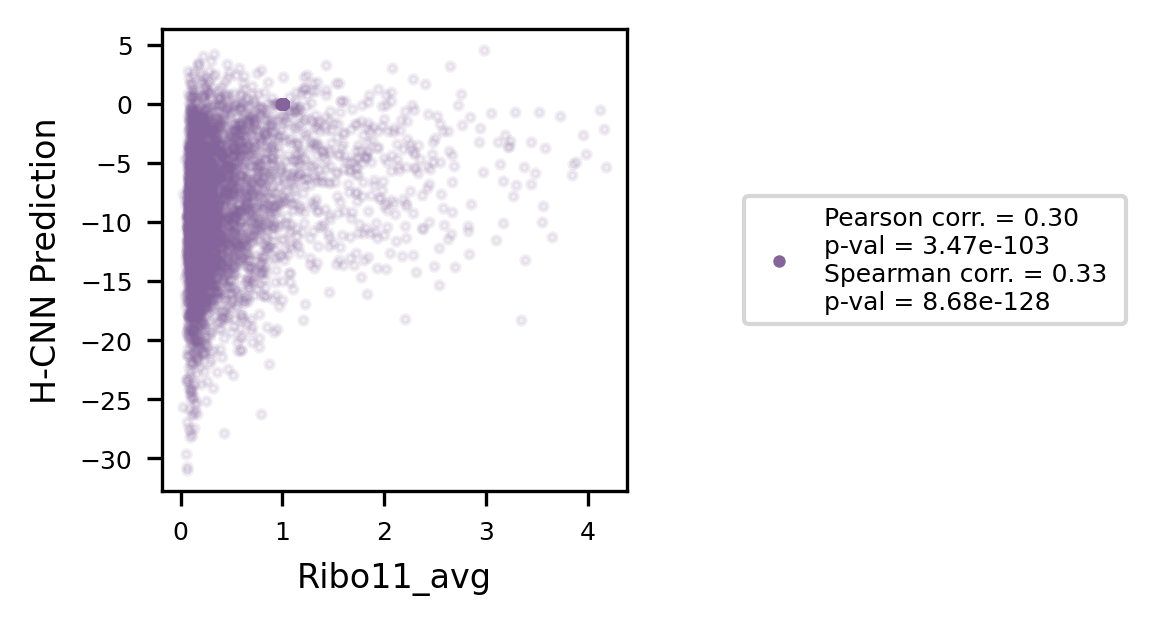 5
0
−5
−10
−15
−20
−25
−30
H-CNN Prediction
0 1 2 3 4
Ribo11_avg
Pearson corr. = 0.30
p-val = 3.47e-103
Spearman corr. = 0.33
p-val = 8.68e-128